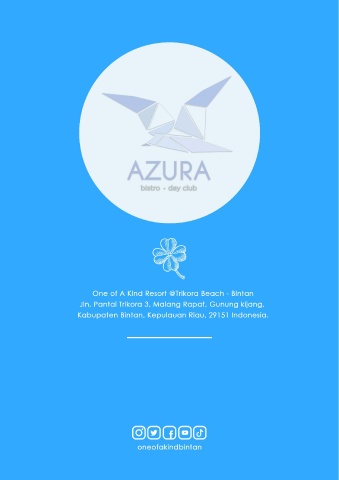 AZURA
bistro - day club
One of A Kind Resort @Trikora Beach - Bintan
Jln. Pantai Trikora 3, Malang Rapat, Gunung kijang,
Kabupaten Bintan, Kepulauan Riau, 29151 Indonesia.
oneofakindbintan